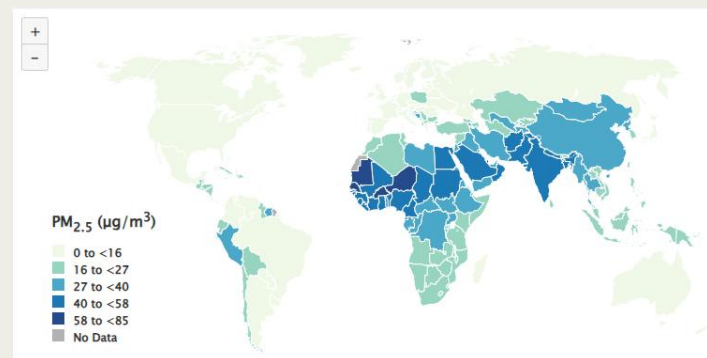 +
−
PM2.5 (µg/m³)
0 to <16
16 to <27
27 to <40
40 to <58
58 to <85
No Data